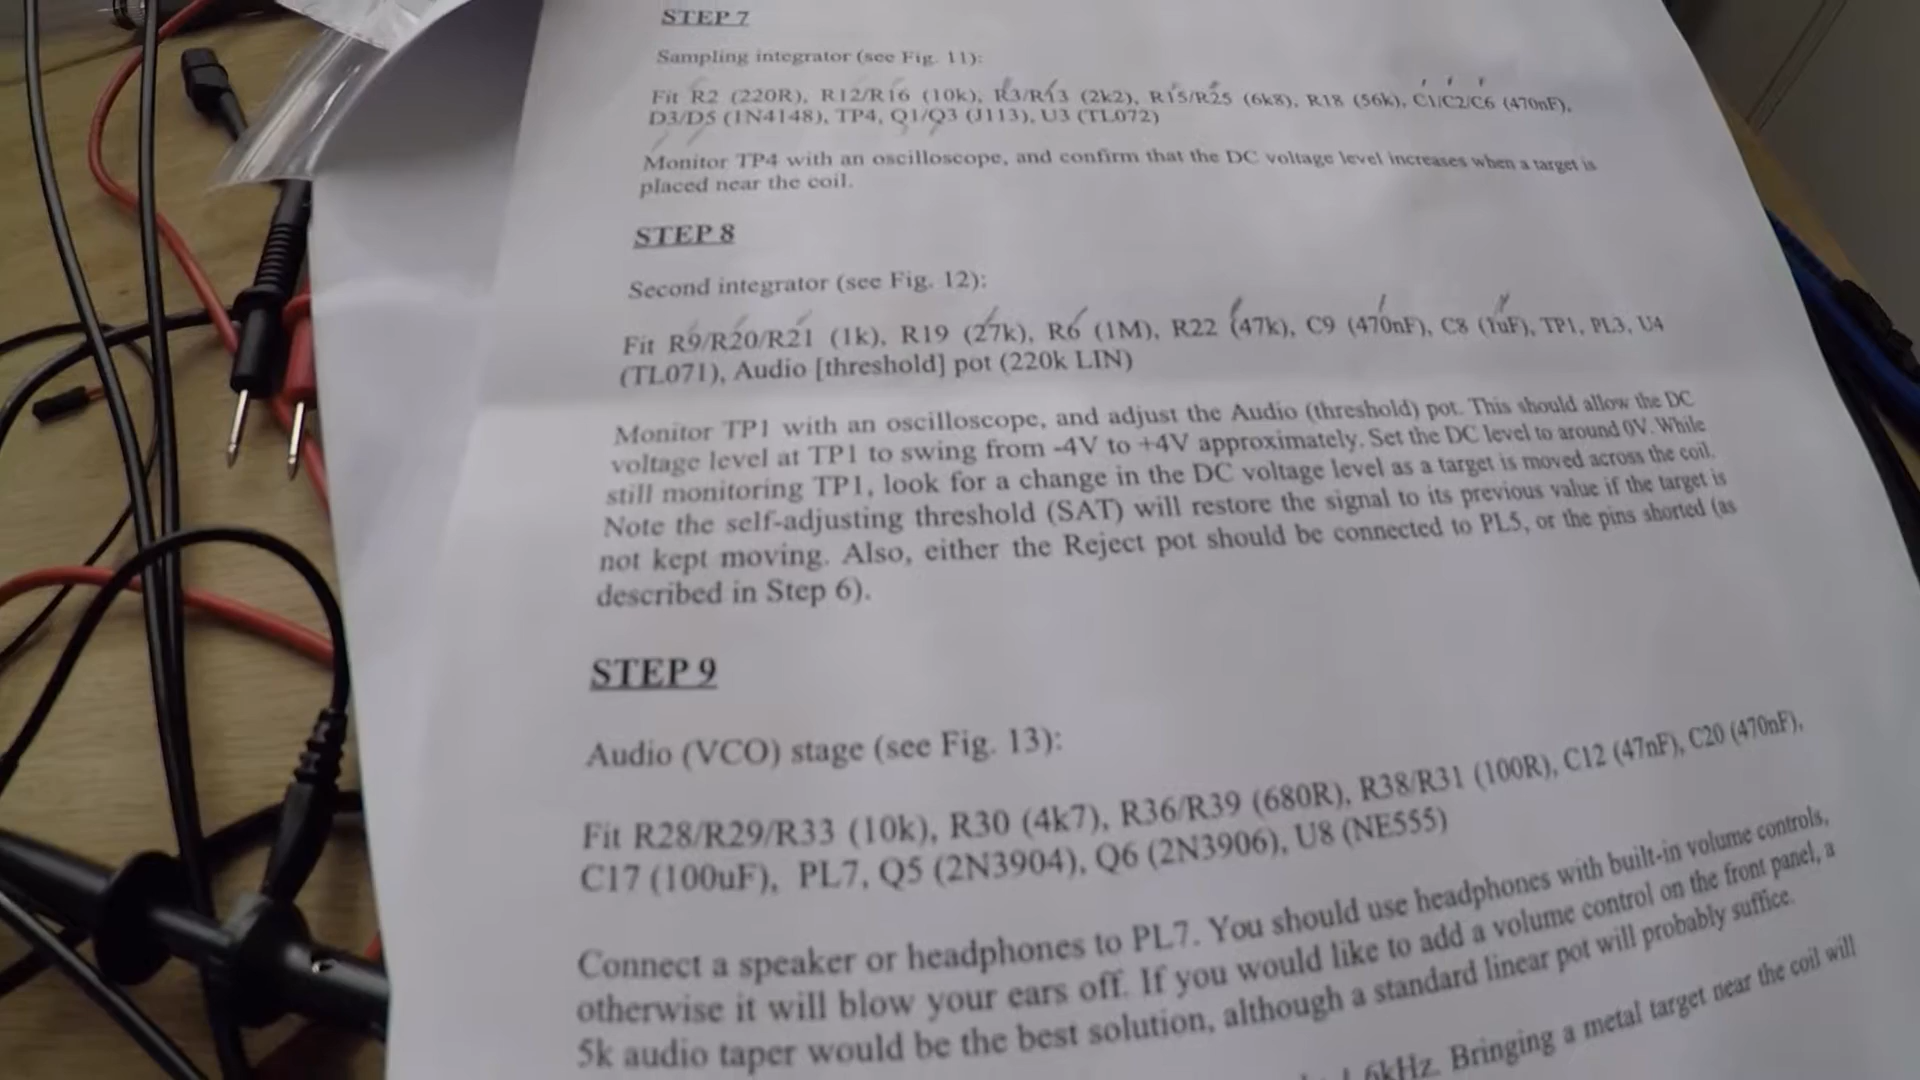 STEP 7
Sampling integrator (see Fig. 11):
Fit R2 (220R), R12/R16 (10k), R3/R13 (2k2), R15/R25 (6k8), R18 (56k), C1/C2/C6 (470nF),
D3/D5 (1N4148), TP4, Q1/Q3 (J113), U3 (TL072)
Monitor TP4 with an oscilloscope, and confirm that the DC voltage level increases when a target is
placed near the coil.
STEP 8
Second integrator (see Fig. 12):
Fit R9/R20/R21 (1k), R19 (27k), R6 (1M), R22 (47k), C9 (470nF), C8 (1uF), TP1, PL3, U4
(TL071), Audio [threshold] pot (220k LIN)
Monitor TP1 with an oscilloscope, and adjust the Audio (threshold) pot. This should allow the DC
voltage level at TP1 to swing from -4V to +4V approximately. Set the DC level to around 0V. While
still monitoring TP1, look for a change in the DC voltage level as a target is moved across the coil.
Note the self-adjusting threshold (SAT) will restore the signal to its previous value if the target is
not kept moving. Also, either the Reject pot should be connected to PL5, or the pins shorted (as
described in Step 6).
STEP 9
Audio (VCO) stage (see Fig. 13):
Fit R28/R29/R33 (10k), R30 (4k7), R36/R39 (680R), R38/R31 (100R), C12 (47nF), C20 (470nF),
C17 (100uF), PL7, Q5 (2N3904), Q6 (2N3906), U8 (NE555)
Connect a speaker or headphones to PL7. You should use headphones with built-in volume controls,
otherwise it will blow your ears off. If you would like to add a volume control on the front panel, a
5k audio taper would be the best solution, although a standard linear pot will probably suffice.
Bringing a metal target near the coil will